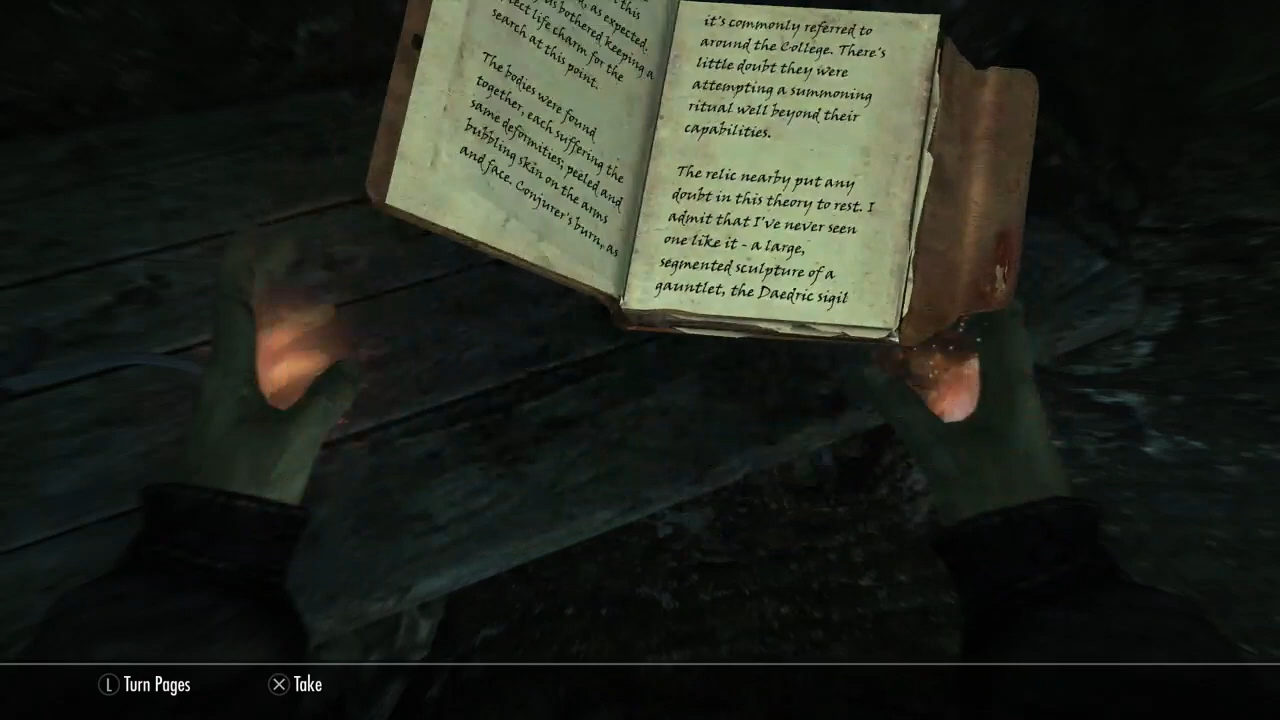 this
, as expected.
us bothered keeping a
life charm for the
search at this point.
The bodies were found
together, each suffering the
same deformities; peeled and
bubbling skin on the arms
and face. Conjurer's burn, as
it's commonly referred to
around the College. There's
little doubt they were
attempting a summoning
ritual well beyond their
capabilities.
The relic nearby put any
doubt in this theory to rest. I
admit that I've never seen
one like it - a large,
segmented sculpture of a
gauntlet, the Daedric sigil
L Turn Pages
X Take